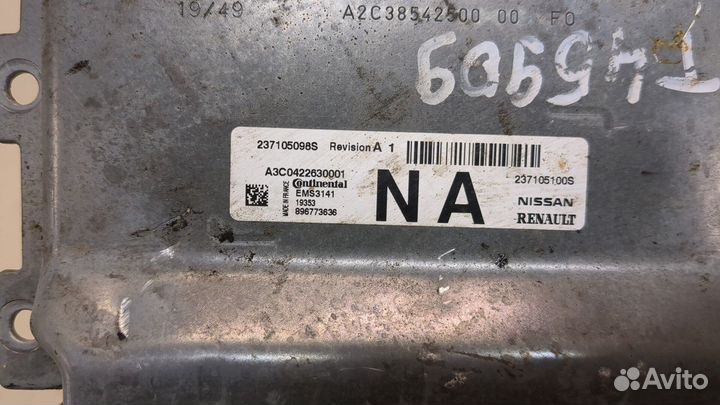 19/49 A2C38542500 00 F0
T45909
237105098S Revision A 1
A3C0422630001
237105100S
MADE IN FRANCE
Continental
EMS3141
19353
896773636
NA
NISSAN
RENAULT
Avito